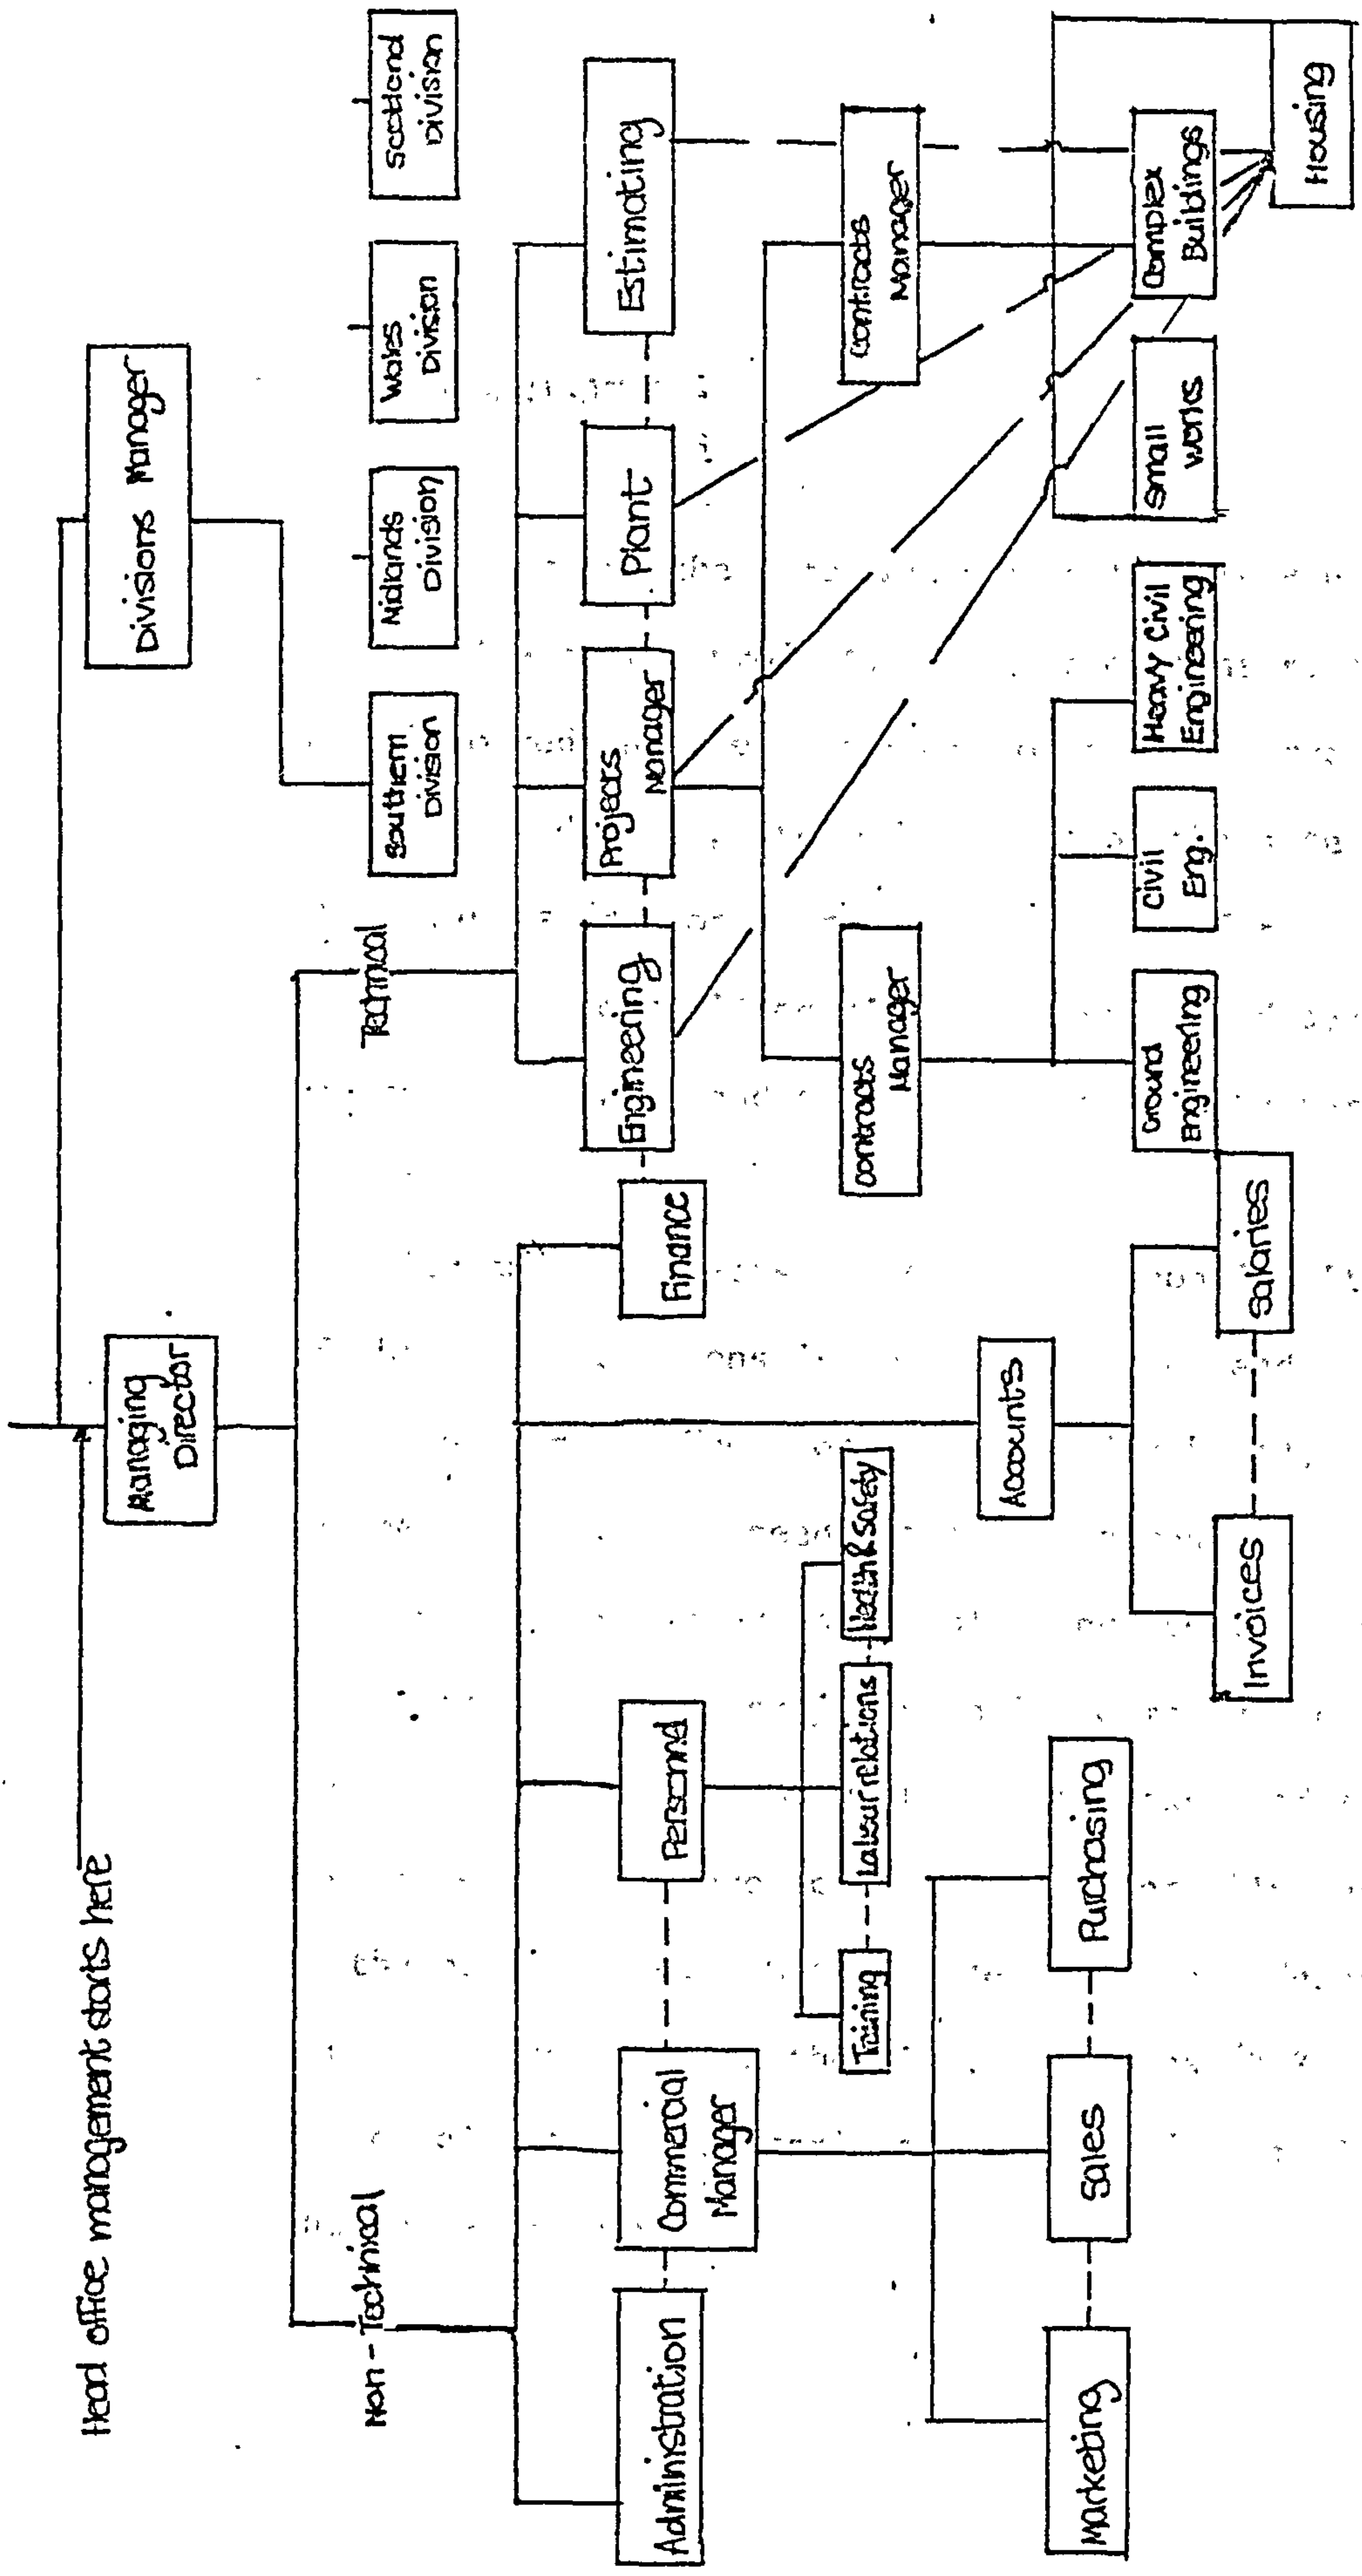 Head office management starts here
Managing
Director
Divisions Manager
Non-Technical
Technical
Southern
Division
Midlands
Division
Wales
Division
Scotland
Division
Administration
Commercial
Manager
Personnel
Finance
Engineering
Projects
Manager
Plant
Estimating
Training
Labour relations
Health & Safety
Contracts
Manager
Contracts
Manager
Accounts
Marketing
Sales
Purchasing
Invoices
Salaries
Ground
Engineering
Civil
Eng.
Heavy Civil
Engineering
Small
works
Complex
Buildings
Housing